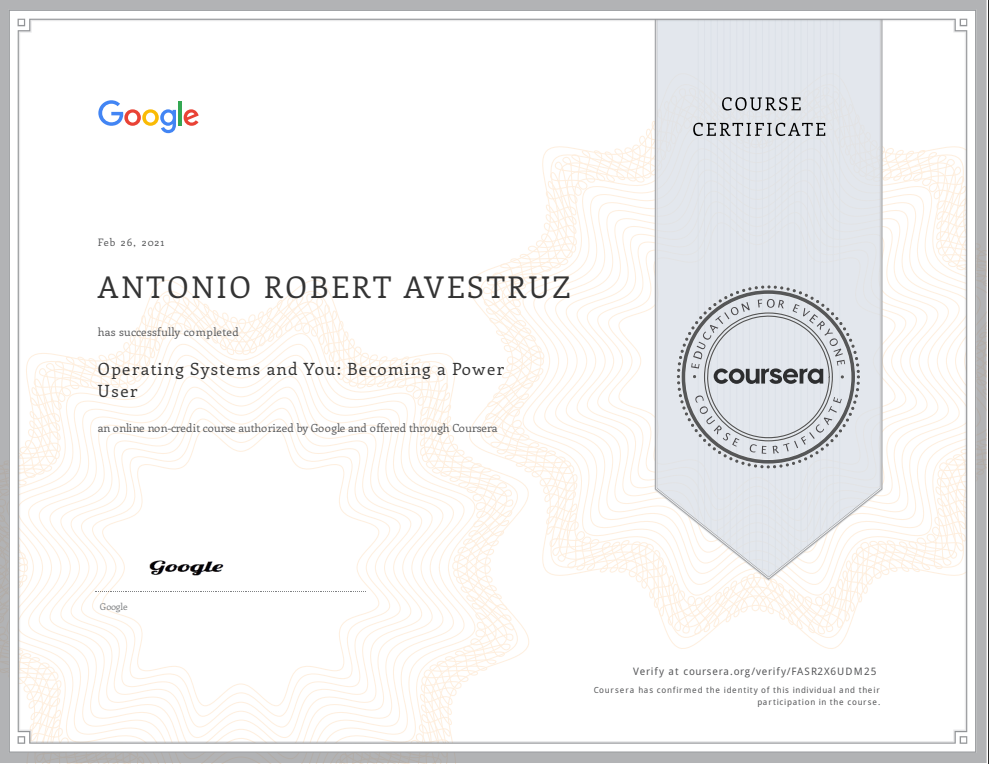 Google
COURSE
CERTIFICATE
Feb 26, 2021
ANTONIO ROBERT AVESTRUZ
has successfully completed
Operating Systems and You: Becoming a Power
User
an online non-credit course authorized by Google and offered through Coursera
EDUCATION FOR EVERYONE
coursera
COURSE CERTIFICATE
Google
Google
Verify at coursera.org/verify/FASR2X6UDM25
Coursera has confirmed the identity of this individual and their
participation in the course.